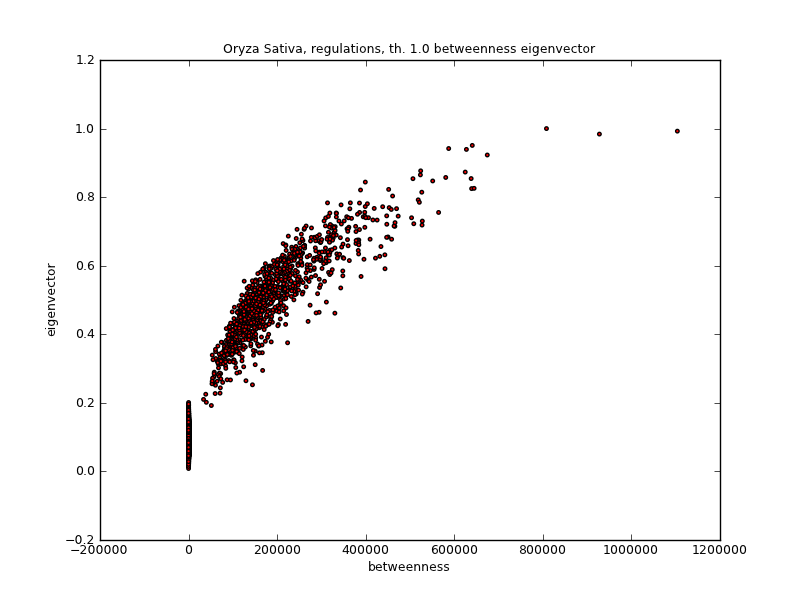 Oryza Sativa, regulations, th. 1.0 betweenness eigenvector
1.2
1.0
0.8
0.6
0.4
0.2
0.0
−0.2
eigenvector
−200000 0 200000 400000 600000 800000 1000000 1200000
betweenness